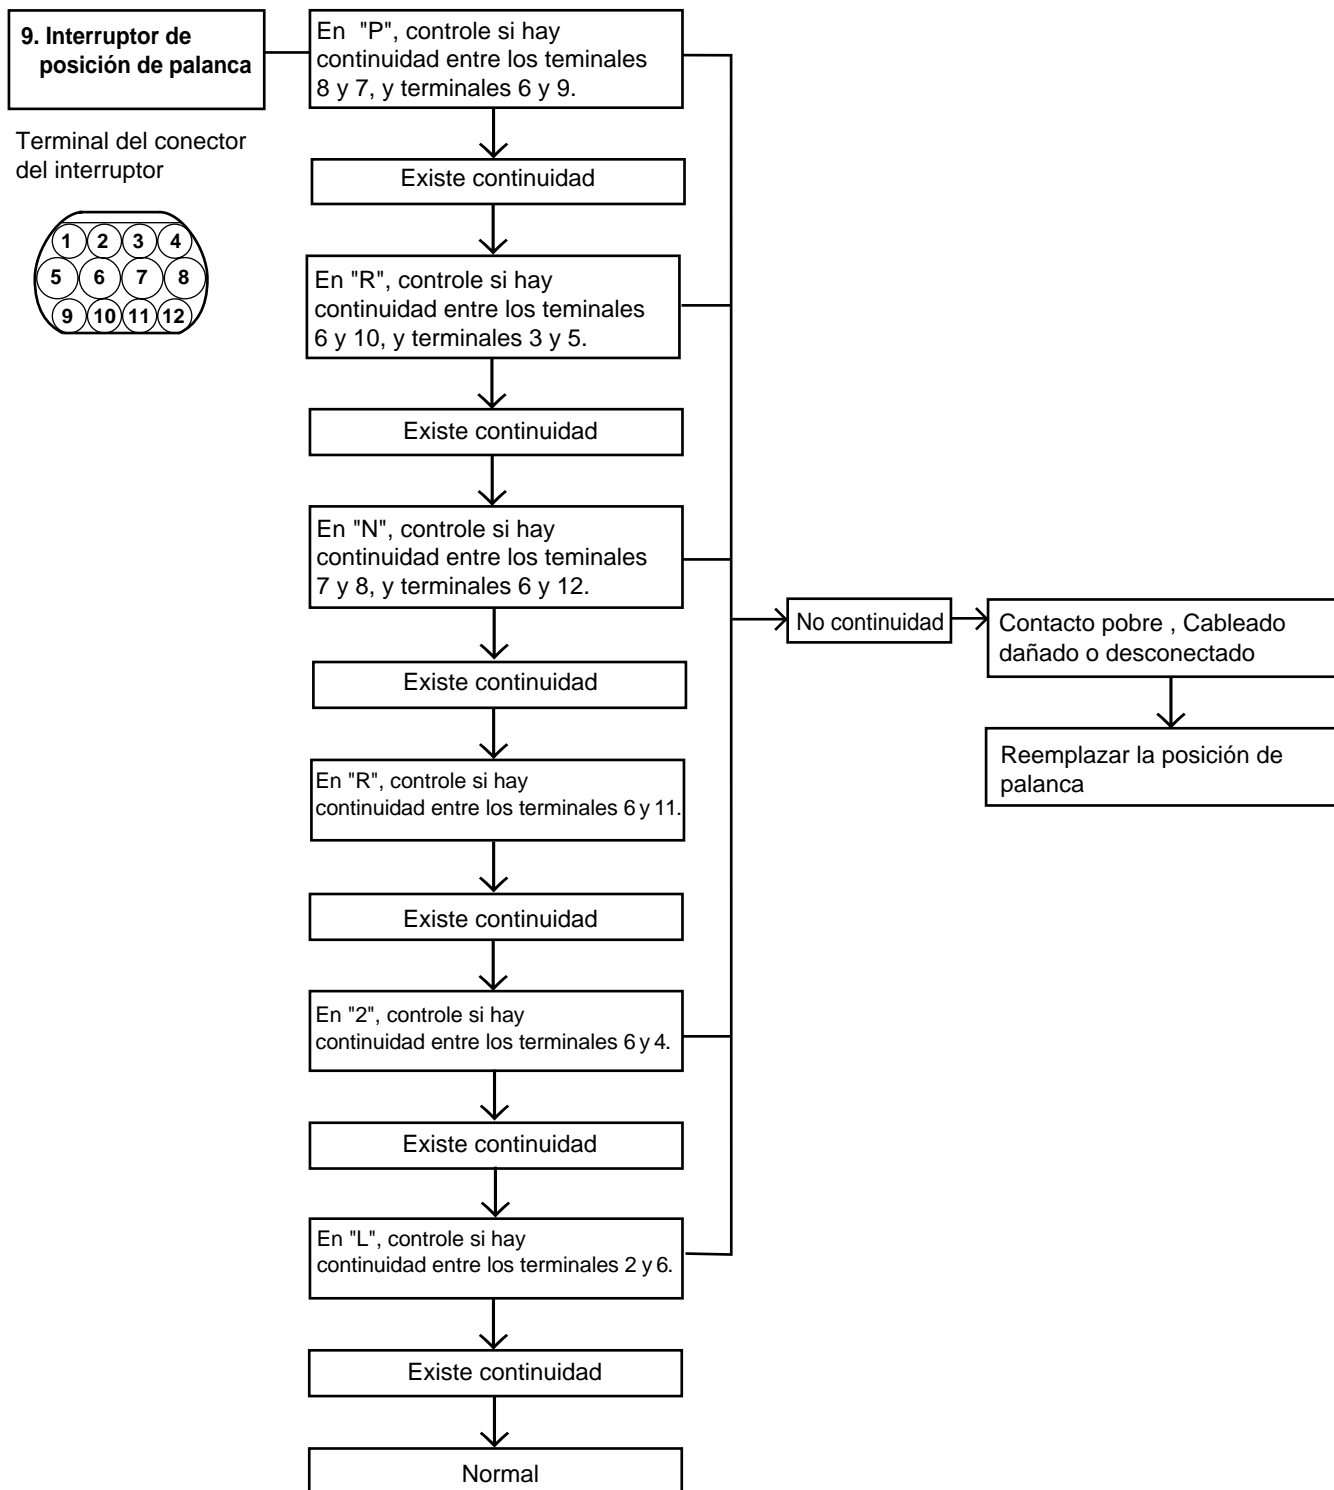 9. Interruptor de
posición de palanca
Terminal del conector
del interruptor
1 2 3 4
5 6 7 8
9 10 11 12
En "P", controle si hay
continuidad entre los teminales
8 y 7, y terminales 6 y 9.
Existe continuidad
En "R", controle si hay
continuidad entre los teminales
6 y 10, y terminales 3 y 5.
Existe continuidad
En "N", controle si hay
continuidad entre los teminales
7 y 8, y terminales 6 y 12.
Existe continuidad
En "R", controle si hay
continuidad entre los terminales 6 y 11.
Existe continuidad
En "2", controle si hay
continuidad entre los terminales 6 y 4.
Existe continuidad
En "L", controle si hay
continuidad entre los terminales 2 y 6.
Existe continuidad
Normal
No continuidad
Contacto pobre , Cableado
dañado o desconectado
Reemplazar la posición de
palanca